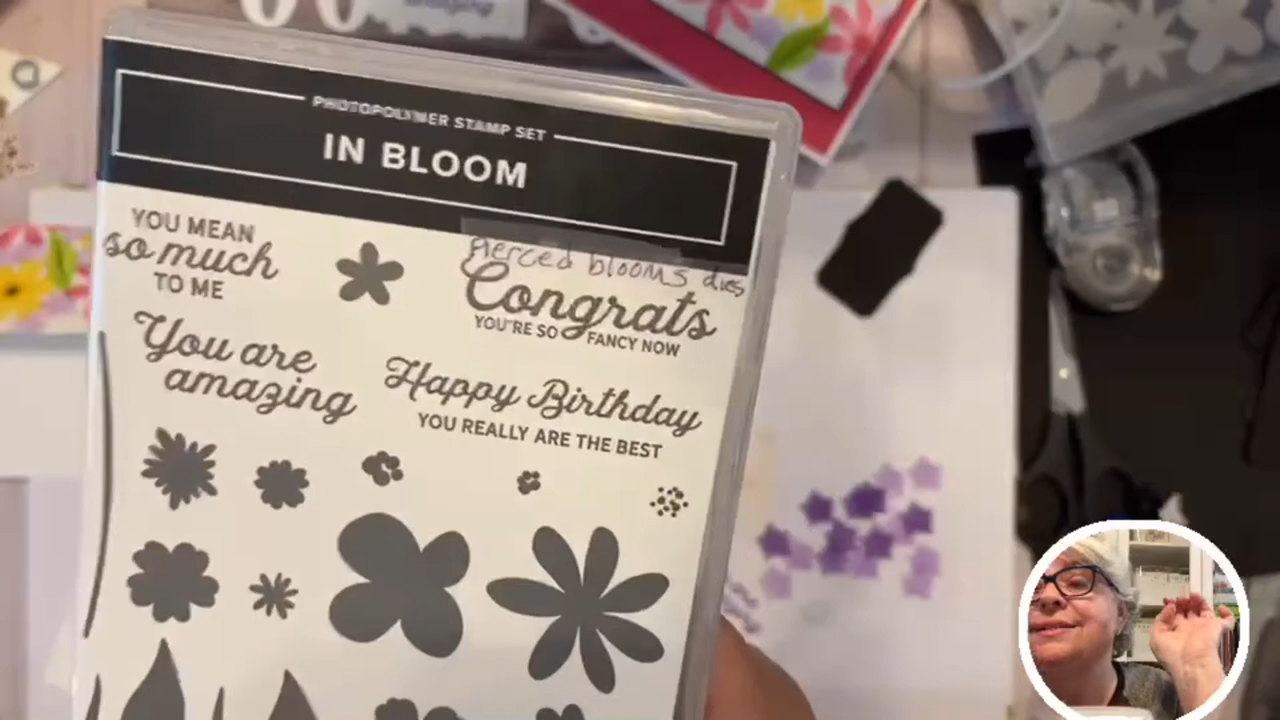 amazing
PHOTOPOLYMER STAMP SET
IN BLOOM
Pierced blooms dies
YOU MEAN
so much
TO ME
Congrats
YOU'RE SO FANCY NOW
You are
amazing
Happy Birthday
YOU REALLY ARE THE BEST